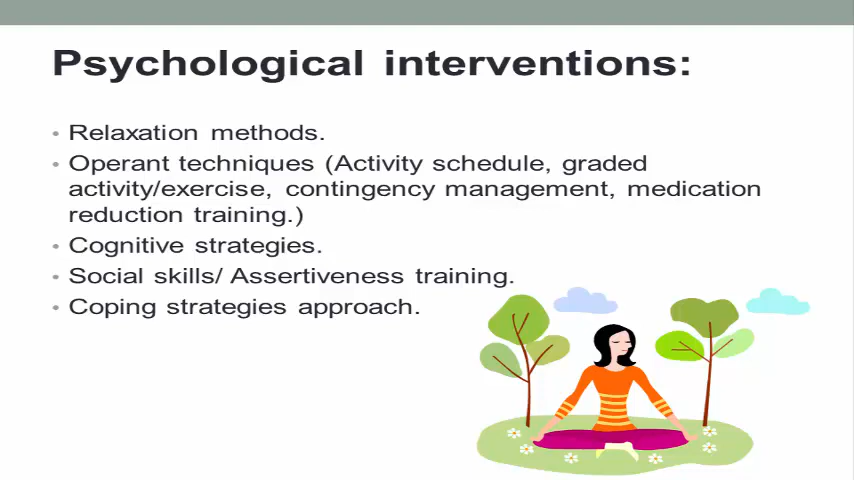 Psychological interventions:
• Relaxation methods.
• Operant techniques (Activity schedule, graded
activity/exercise, contingency management, medication
reduction training.)
• Cognitive strategies.
• Social skills/ Assertiveness training.
• Coping strategies approach.